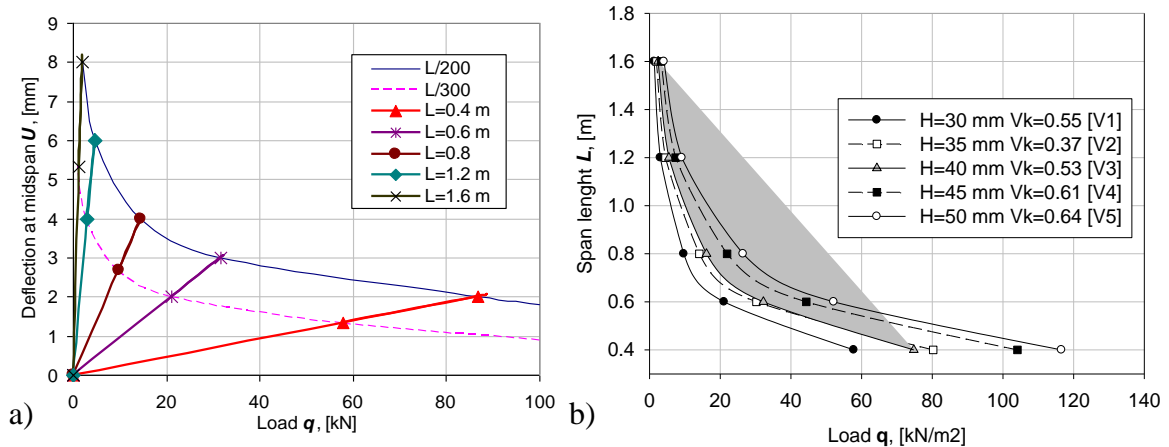 9
8
7
6
5
4
3
2
1
0
Deflection at midspan U, [mm]
L/200
L/300
L=0.4 m
L=0.6 m
L=0.8
L=1.2 m
L=1.6 m
0 20 40 60 80 100
Load q, [kN]
a)
1.8
1.6
1.4
1.2
1.0
0.8
0.6
0.4
0.2
Span lenght L, [m]
H=30 mm Vk=0.55 [V1]
H=35 mm Vk=0.37 [V2]
H=40 mm Vk=0.53 [V3]
H=45 mm Vk=0.61 [V4]
H=50 mm Vk=0.64 [V5]
0 20 40 60 80 100 120 140
Load q, [kN/m2]
b)